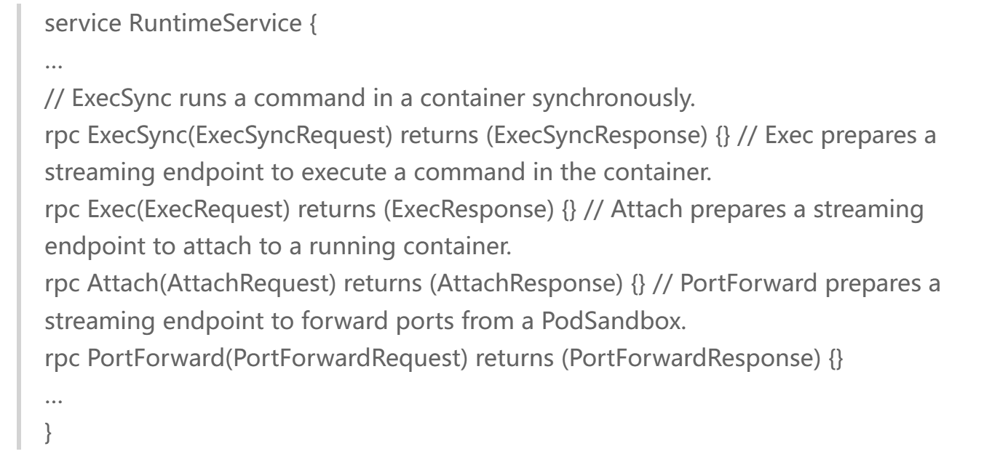 service RuntimeService {
…
// ExecSync runs a command in a container synchronously.
rpc ExecSync(ExecSyncRequest) returns (ExecSyncResponse) {} // Exec prepares a
streaming endpoint to execute a command in the container.
rpc Exec(ExecRequest) returns (ExecResponse) {} // Attach prepares a streaming
endpoint to attach to a running container.
rpc Attach(AttachRequest) returns (AttachResponse) {} // PortForward prepares a
streaming endpoint to forward ports from a PodSandbox.
rpc PortForward(PortForwardRequest) returns (PortForwardResponse) {}
…
}